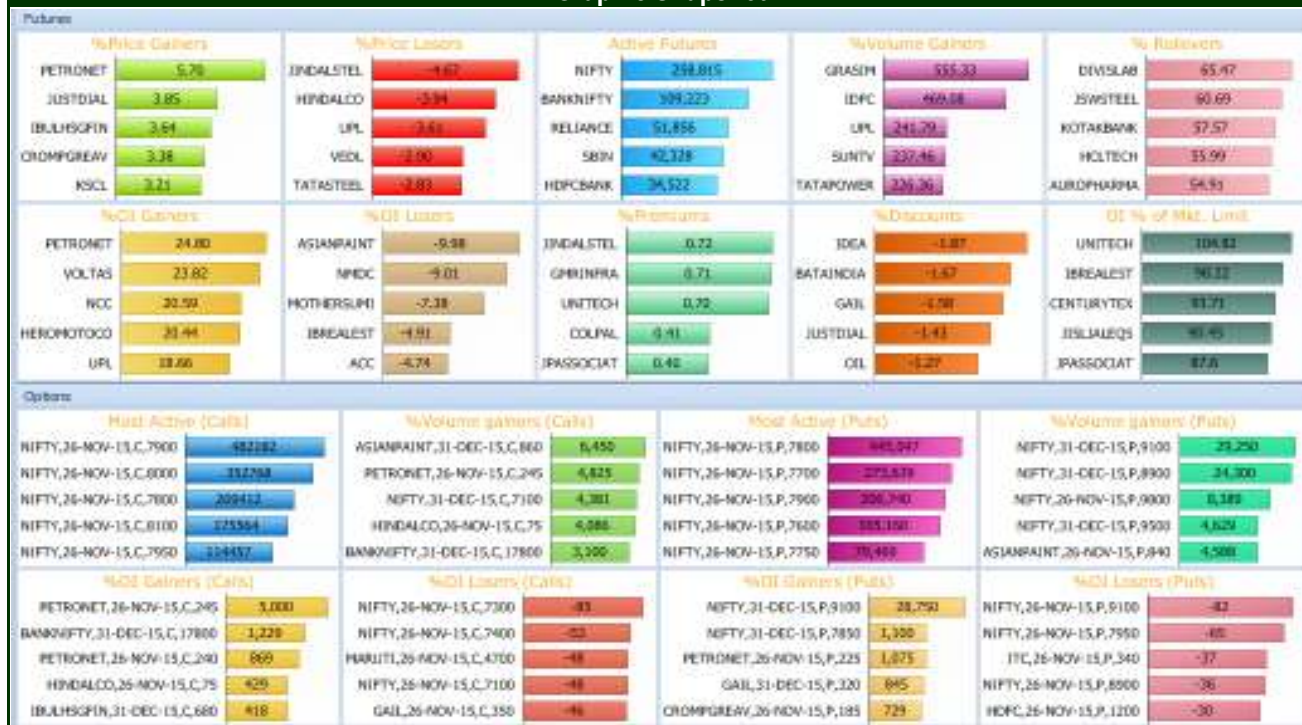 Futures
%Price Gainers
PETRONET 5.70
JUSTDIAL 3.85
IBULHSGFIN 3.64
CROMPGREAV 3.38
KSCL 3.21
%Price Losers
JINDALSTEL -4.67
HINDALCO -3.94
UPL -3.61
VEDL -2.90
TATASTEEL -2.83
Active Futures
NIFTY 258,815
BANKNIFTY 109,223
RELIANCE 51,856
SBIN 42,328
HDFCBANK 34,522
%Volume Gainers
GRASIM 555.33
IDFC 469.08
UPL 241.79
SUNTV 237.46
TATAPOWER 226.36
% Rollovers
DIVISLAB 65.47
JSWSTEEL 60.69
KOTAKBANK 57.57
HCLTECH 55.99
AUROPHARMA 54.91
%OI Gainers
PETRONET 24.80
VOLTAS 23.82
NCC 20.59
HEROMOTOCO 20.44
UPL 18.66
%OI Losers
ASIANPAINT -9.98
NMDC -9.01
MOTHERSUMI -7.38
IBREALEST -4.91
ACC -4.74
%Premiums
JINDALSTEL 0.72
GMRINFRA 0.71
UNITECH 0.70
COLPAL 0.41
JPASSOCIAT 0.40
%Discounts
IDEA -1.87
BATAINDIA -1.67
GAIL -1.58
JUSTDIAL -1.43
OIL -1.27
OI % of Mkt. Limit
UNITECH 104.82
IBREALEST
CENTURYTEX
JISLJALEQS 90.45
JPASSOCIAT 87.6
Options
Most Active (Calls)
NIFTY,26-NOV-15,C,7900 482282
NIFTY,26-NOV-15,C,8000 352768
NIFTY,26-NOV-15,C,7800 209412
NIFTY,26-NOV-15,C,8100 175564
NIFTY,26-NOV-15,C,7950 114457
%Volume gainers (Calls)
ASIANPAINT,31-DEC-15,C,860 6,450
PETRONET,26-NOV-15,C,245 4,825
NIFTY,31-DEC-15,C,7100 4,381
HINDALCO,26-NOV-15,C,75 4,086
BANKNIFTY,31-DEC-15,C,17800 3,100
Most Active (Puts)
NIFTY,26-NOV-15,P,7800
NIFTY,26-NOV-15,P,7700
NIFTY,26-NOV-15,P,7900
NIFTY,26-NOV-15,P,7600
NIFTY,26-NOV-15,P,7750
%Volume gainers (Puts)
NIFTY,31-DEC-15,P,9100 29,250
NIFTY,31-DEC-15,P,8900 24,300
NIFTY,26-NOV-15,P,9800
NIFTY,31-DEC-15,P,9500 4,629
ASIANPAINT,26-NOV-15,P,840 4,588
%OI Gainers (Calls)
PETRONET,26-NOV-15,C,245 5,000
BANKNIFTY,31-DEC-15,C,17800 1,220
PETRONET,26-NOV-15,C,240 869
HINDALCO,26-NOV-15,C,75 429
IBULHSGFIN,31-DEC-15,C,680 418
%OI Losers (Calls)
NIFTY,26-NOV-15,C,7300 -83
NIFTY,26-NOV-15,C,7400 -52
MARUTI,26-NOV-15,C,4700 -48
NIFTY,26-NOV-15,C,7100 -48
GAIL,26-NOV-15,C,350 -46
%OI Gainers (Puts)
NIFTY,31-DEC-15,P,9100 28,750
NIFTY,31-DEC-15,P,7850 1,100
PETRONET,26-NOV-15,P,225 1,075
GAIL,31-DEC-15,P,320 845
CROMPGREAV,26-NOV-15,P,185 729
%OI Losers (Puts)
NIFTY,26-NOV-15,P,9100 -82
NIFTY,26-NOV-15,P,7950 -65
ITC,26-NOV-15,P,340 -37
NIFTY,26-NOV-15,P,8900 -36
HDFC,26-NOV-15,P,1200 -30